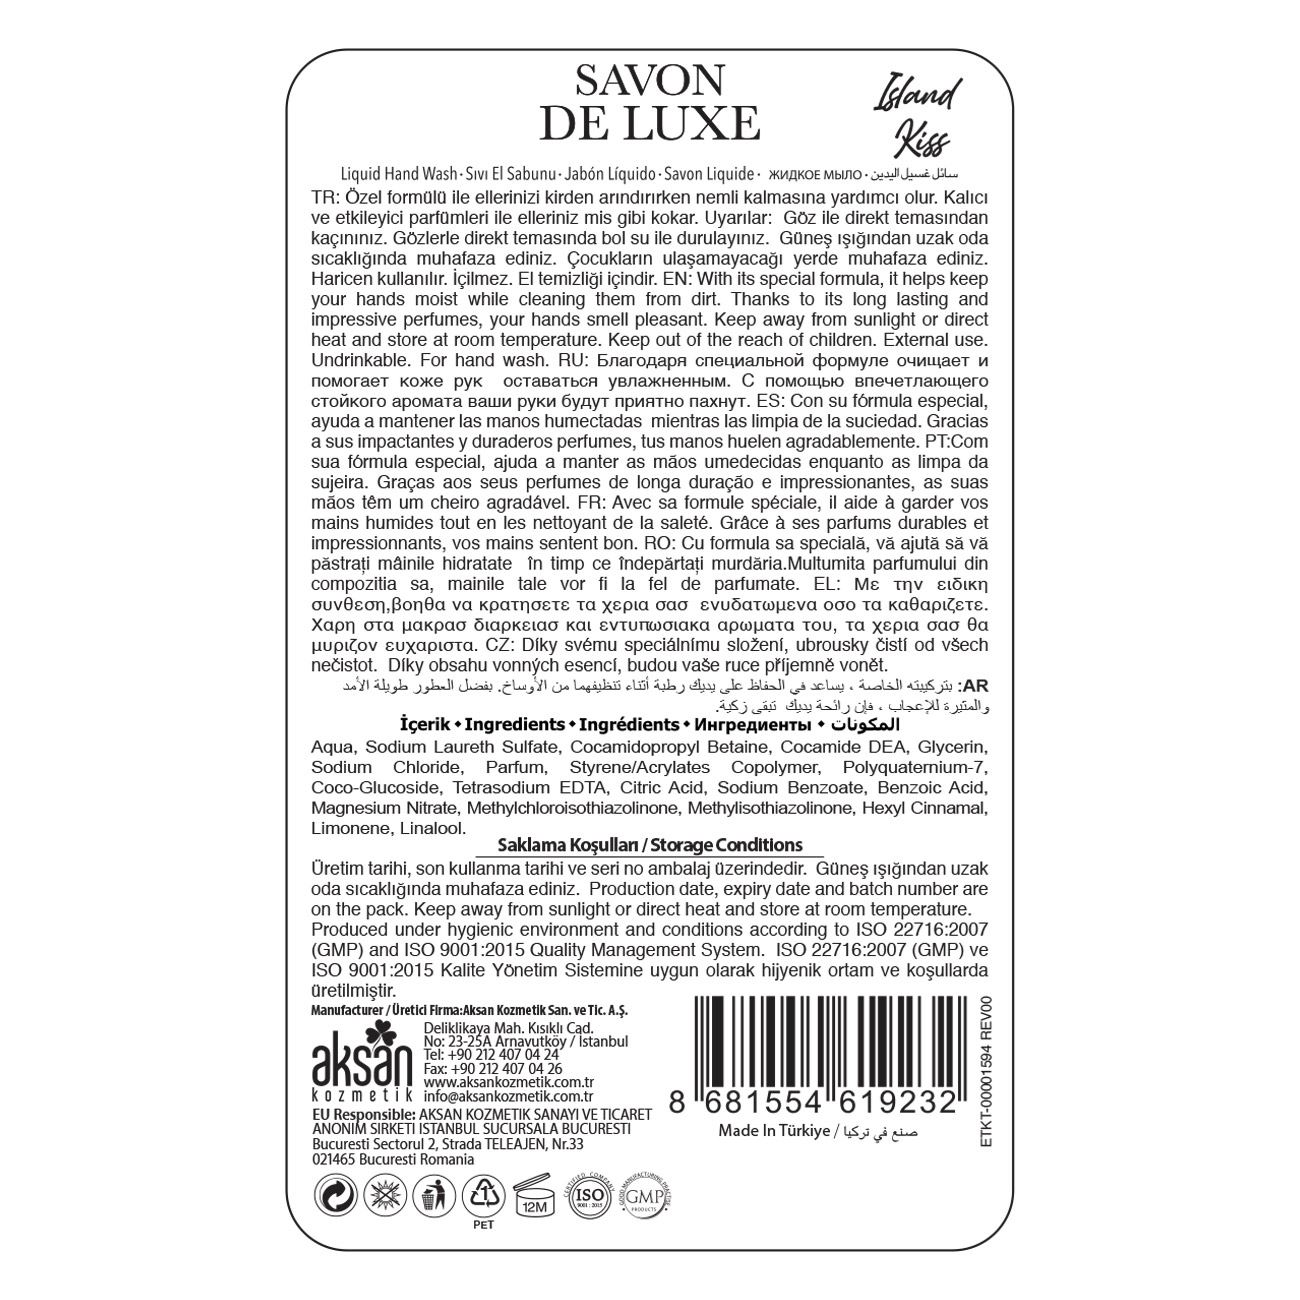 SAVON
DE LUXE
Island
Kiss
Liquid Hand Wash · Sıvı El Sabunu · Jabón Líquido · Savon Liquide · жидкое мыло · سائل غسيل اليدين
TR: Özel formülü ile ellerinizi kirden arındırırken nemli kalmasına yardımcı olur. Kalıcı
ve etkileyici parfümleri ile elleriniz mis gibi kokar. Uyarılar: Göz ile direkt temasından
kaçınınız. Gözlerle direkt temasında bol su ile durulayınız. Güneş ışığından uzak oda
sıcaklığında muhafaza ediniz. Çocukların ulaşamayacağı yerde muhafaza ediniz.
Haricen kullanılır. İçilmez. El temizliği içindir. EN: With its special formula, it helps keep
your hands moist while cleaning them from dirt. Thanks to its long lasting and
impressive perfumes, your hands smell pleasant. Keep away from sunlight or direct
heat and store at room temperature. Keep out of the reach of children. External use.
Undrinkable. For hand wash. RU: Благодаря специальной формуле очищает и
помогает коже рук оставаться увлажненным. С помощью впечетлающего
стойкого аромата ваши руки будут приятно пахнут. ES: Con su fórmula especial,
ayuda a mantener las manos humectadas mientras las limpia de la suciedad. Gracias
a sus impactantes y duraderos perfumes, tus manos huelen agradablemente. PT:Com
sua fórmula especial, ajuda a manter as mãos umedecidas enquanto as limpa da
sujeira. Graças aos seus perfumes de longa duração e impressionantes, as suas
mãos têm um cheiro agradável. FR: Avec sa formule spéciale, il aide à garder vos
mains humides tout en les nettoyant de la saleté. Grâce à ses parfums durables et
impressionnants, vos mains sentent bon. RO: Cu formula sa specială, vă ajută să vă
păstrați mâinile hidratate în timp ce îndepărtați murdăria.Multumita parfumului din
compozitia sa, mainile tale vor fi la fel de parfumate. EL: Με την ειδικη
συνθεση,βοηθα να κρατησετε τα χερια σασ ενυδατωμενα οσο τα καθαριζετε.
Χαρη στα μακρασ διαρκειασ και εντυπωσιακα αρωματα του, τα χερια σασ θα
μυριζον ευχαριστα. CZ: Díky svému speciálnímu složení, ubrousky čistí od všech
nečistot. Díky obsahu vonných esencí, budou vaše ruce příjemně vonět.
AR: بتركيبته الخاصة ، يساعد في الحفاظ على يديك رطبة أثناء تنظيفهما من الأوساخ. بفضل العطور طويلة الأمد
والمثيرة للإعجاب ، فإن رائحة يديك تبقى زكية.
İçerik • Ingredients • Ingrédients • Ингредиенты • المكونات
Aqua, Sodium Laureth Sulfate, Cocamidopropyl Betaine, Cocamide DEA, Glycerin,
Sodium Chloride, Parfum, Styrene/Acrylates Copolymer, Polyquaternium-7,
Coco-Glucoside, Tetrasodium EDTA, Citric Acid, Sodium Benzoate, Benzoic Acid,
Magnesium Nitrate, Methylchloroisothiazolinone, Methylisothiazolinone, Hexyl Cinnamal,
Limonene, Linalool.
Saklama Koşulları / Storage Conditions
Üretim tarihi, son kullanma tarihi ve seri no ambalaj üzerindedir. Güneş ışığından uzak
oda sıcaklığında muhafaza ediniz. Production date, expiry date and batch number are
on the pack. Keep away from sunlight or direct heat and store at room temperature.
Produced under hygienic environment and conditions according to ISO 22716:2007
(GMP) and ISO 9001:2015 Quality Management System. ISO 22716:2007 (GMP) ve
ISO 9001:2015 Kalite Yönetim Sistemine uygun olarak hijyenik ortam ve koşullarda
üretilmiştir.
Manufacturer / Üretici Firma:Aksan Kozmetik San. ve Tic. A.Ş.
aksan
kozmetik
Deliklikaya Mah. Kısıklı Cad.
No: 23-25A Arnavutköy / İstanbul
Tel: +90 212 407 04 24
Fax: +90 212 407 04 26
www.aksankozmetik.com.tr
info@aksankozmetik.com.tr
EU Responsible: AKSAN KOZMETIK SANAYI VE TICARET
ANONIM SIRKETI ISTANBUL SUCURSALA BUCURESTI
Bucuresti Sectorul 2, Strada TELEAJEN, Nr.33
021465 Bucuresti Romania
8 681554 619232
Made In Türkiye / صنع في تركيا
ETKT-00001594 REV00
1
PET
12M
CERTIFIED COMPANY
ISO
9001 : 2015
GOOD MANUFACTURING PRACTICE
GMP
PRODUCTS